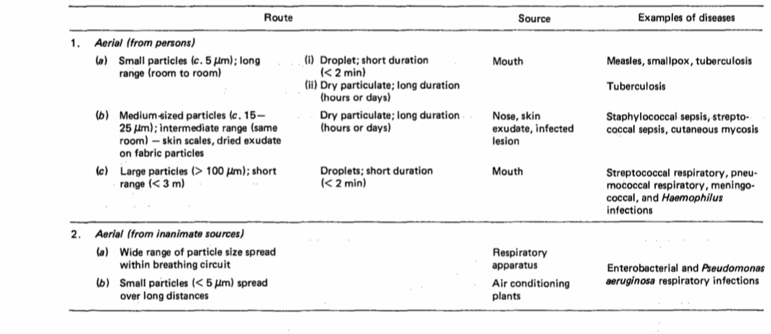 Route Source Examples of diseases
1. Aerial (from persons)
(a) Small particles (c. 5 μm); long (i) Droplet; short duration Mouth Measles, smallpox, tuberculosis
range (room to room) (< 2 min)
(ii) Dry particulate; long duration Tuberculosis
(hours or days)
(b) Medium-sized particles (c. 15– Dry particulate; long duration Nose, skin Staphylococcal sepsis, strepto-
25 μm); intermediate range (same (hours or days) exudate, infected coccal sepsis, cutaneous mycosis
room) – skin scales, dried exudate lesion
on fabric particles
(c) Large particles (> 100 μm); short Droplets; short duration Mouth Streptococcal respiratory, pneu-
range (< 3 m) (< 2 min) mococcal respiratory, meningo-
coccal, and Haemophilus
infections
2. Aerial (from inanimate sources)
(a) Wide range of particle size spread Respiratory
within breathing circuit apparatus Enterobacterial and Pseudomonas
(b) Small particles (< 5 μm) spread Air conditioning aeruginosa respiratory infections
over long distances plants